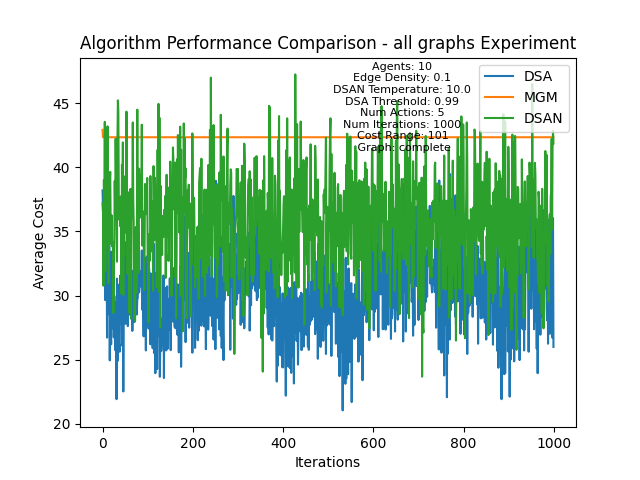 Algorithm Performance Comparison - all graphs Experiment
Agents: 10
Edge Density: 0.1
DSAN Temperature: 10.0
DSA Threshold: 0.99
Num Actions: 5
Num Iterations: 1000
Cost Range: 101
Graph: complete
DSA
MGM
DSAN
Average Cost
45
40
35
30
25
20
0
200
400
600
800
1000
Iterations